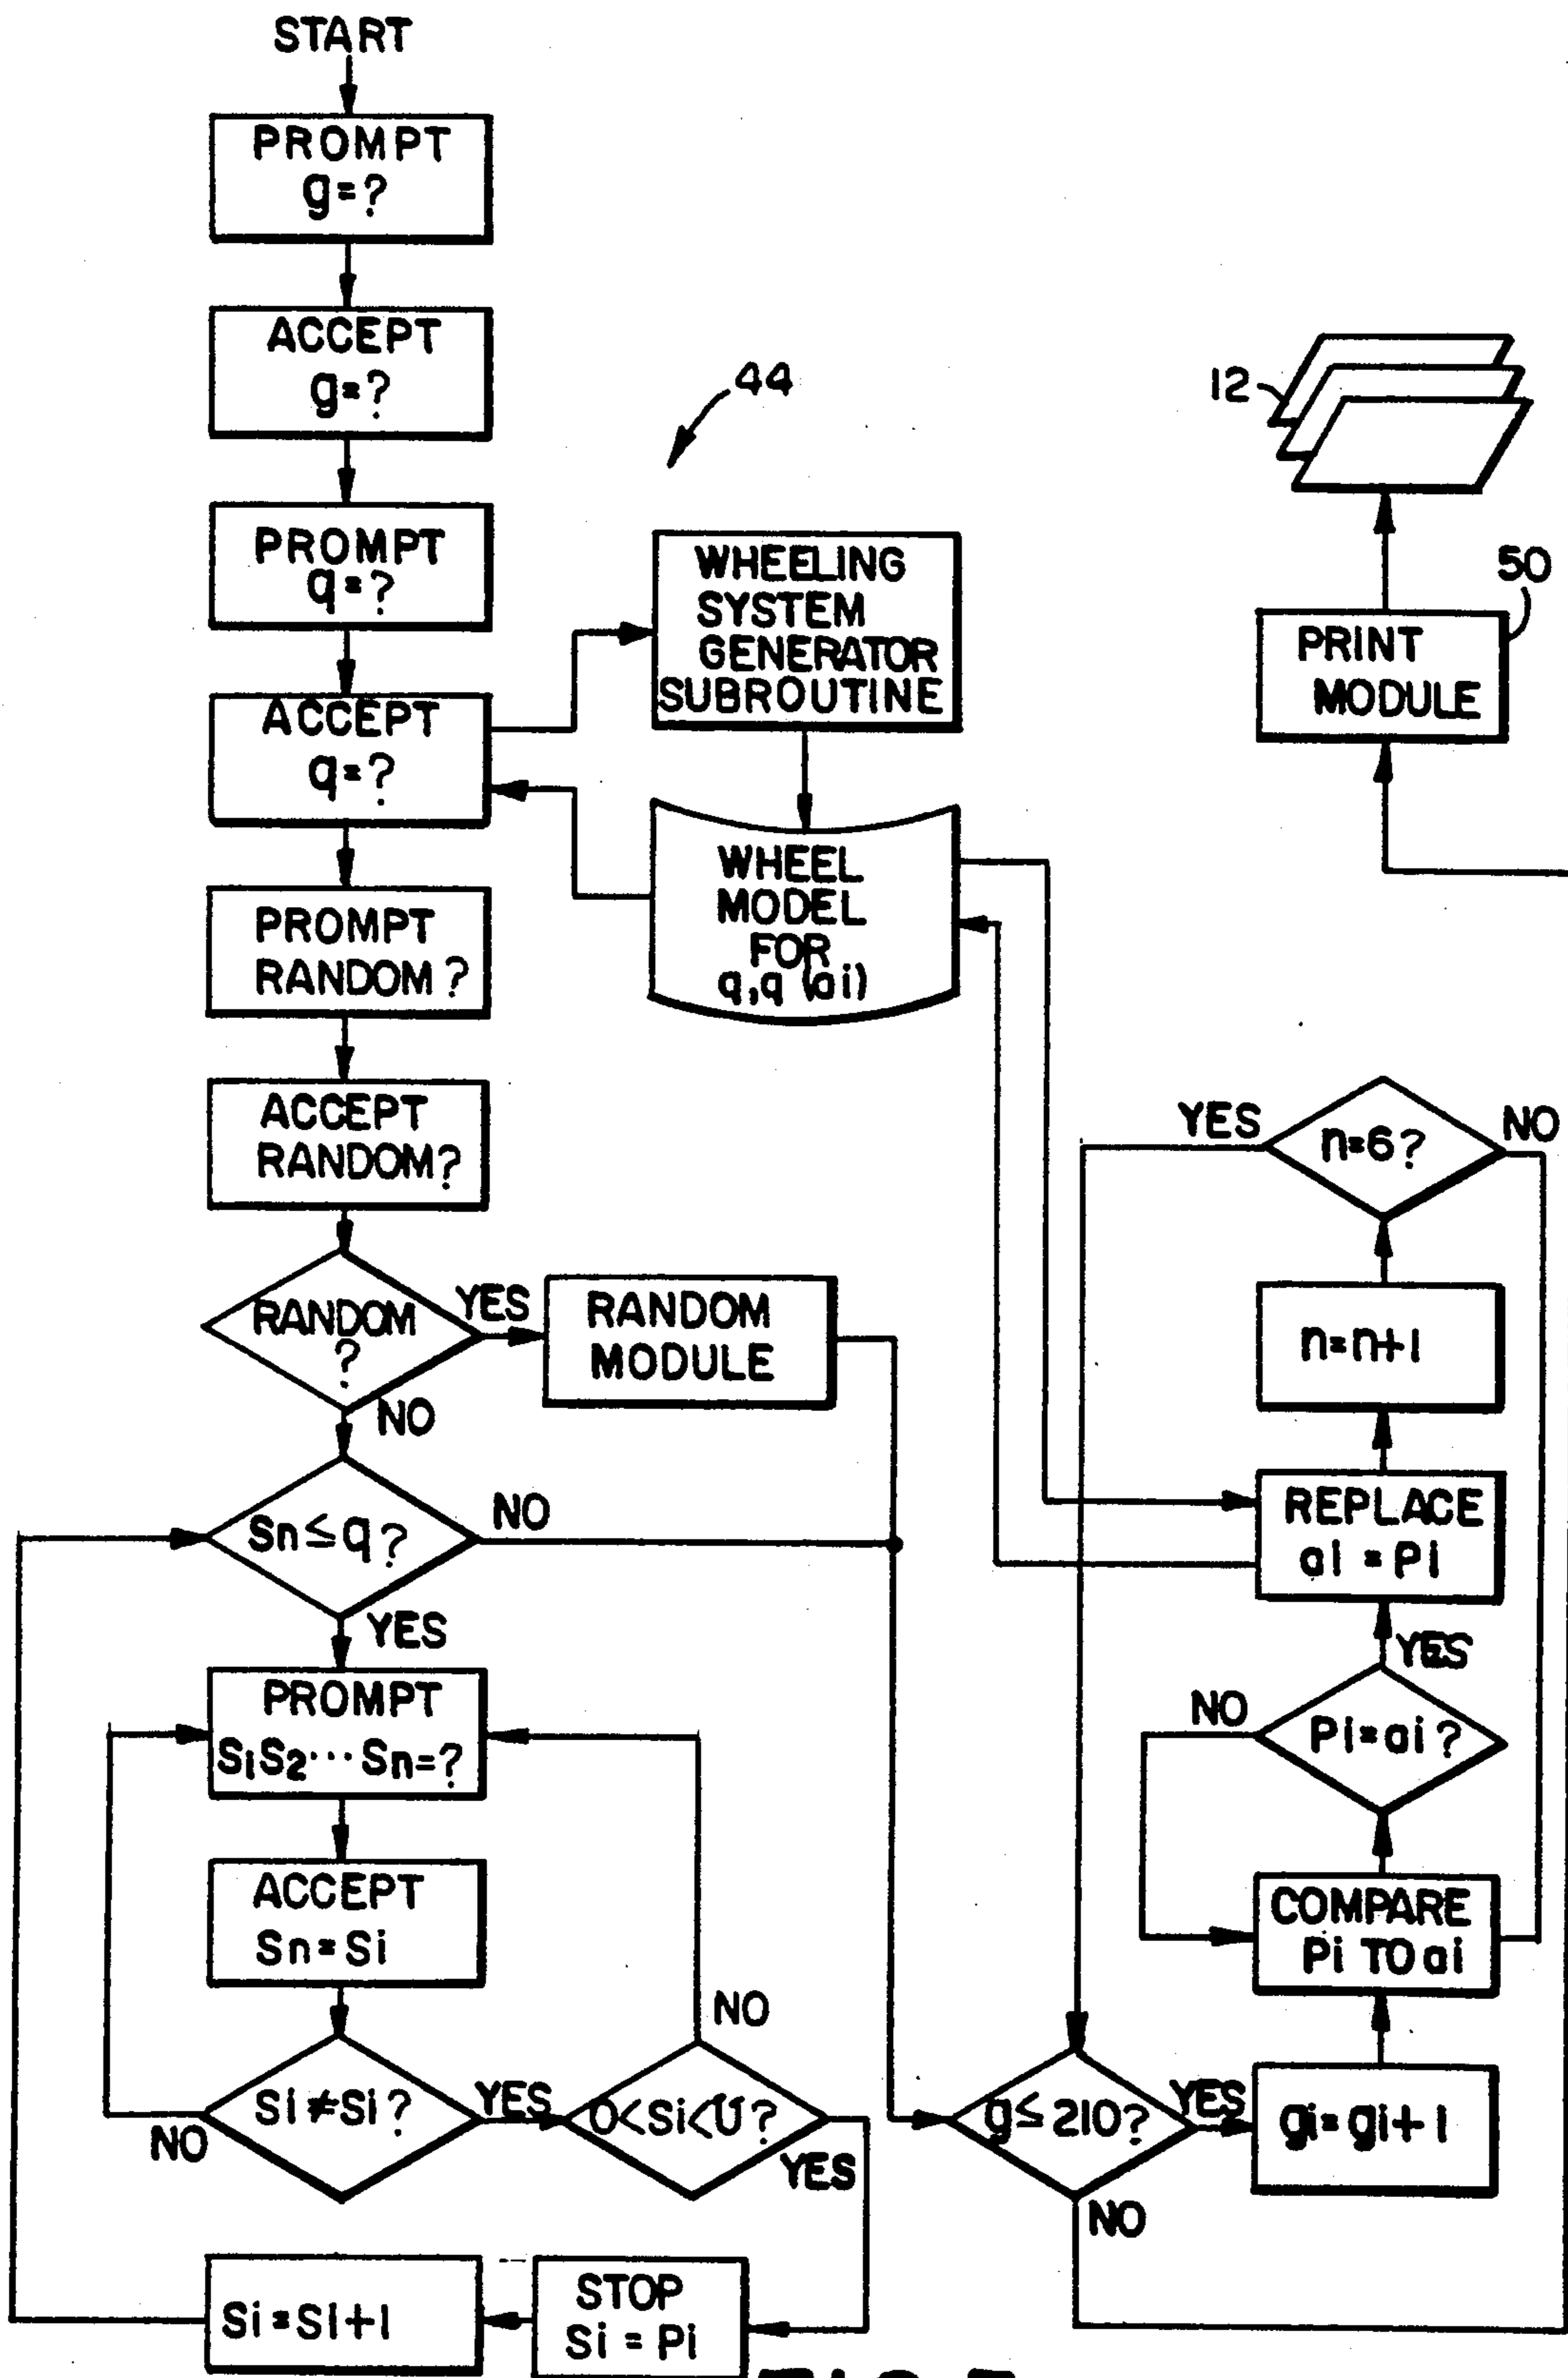 START
PROMPT
g=?
ACCEPT
g=?
PROMPT
q=?
ACCEPT
q=?
PROMPT
RANDOM?
ACCEPT
RANDOM?
RANDOM
?
YES
NO
RANDOM
MODULE
Sn≤q?
NO
YES
PROMPT
S1S2···Sn=?
ACCEPT
Sn=Si
Si≠Si?
NO
YES
0<Si<U?
NO
YES
STOP
Si=Pi
Si=Si+1
44
WHEELING
SYSTEM
GENERATOR
SUBROUTINE
WHEEL
MODEL
FOR
q,q (ai)
g≤210?
YES
NO
gi=gi+1
COMPARE
Pi TO ai
Pi=ai?
NO
YES
REPLACE
ai=Pi
n=n+1
n=6?
YES
NO
PRINT
MODULE
50
12